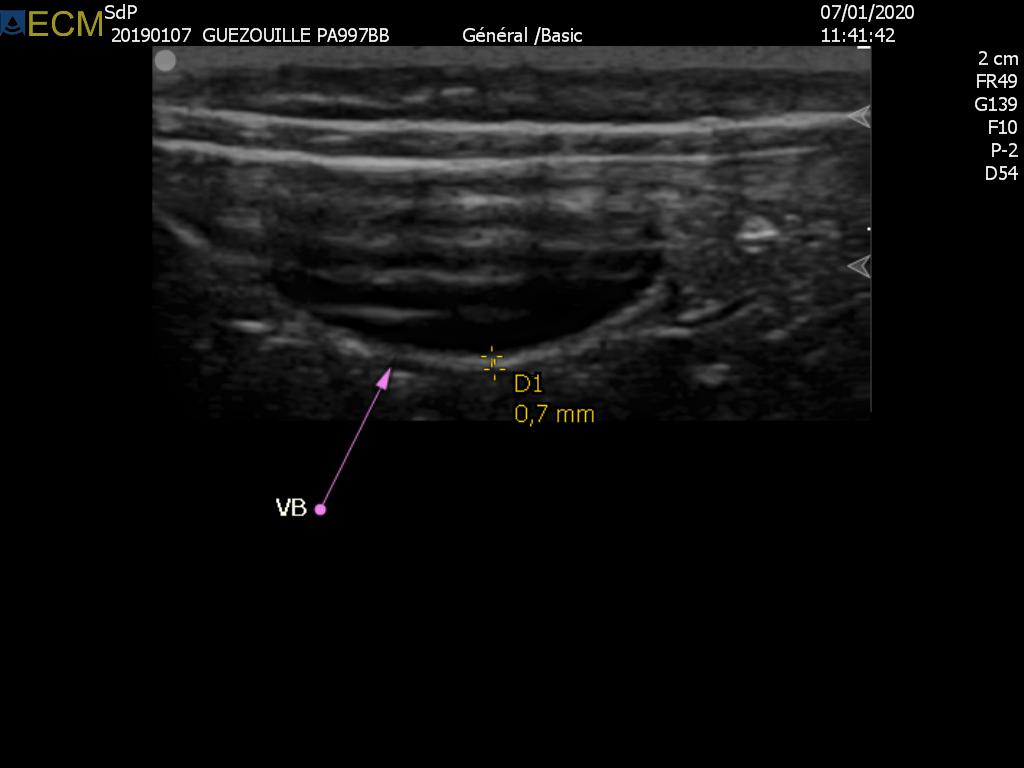 ECM SdP 07/01/2020
20190107 GUEZOUILLE PA997BB Général /Basic 11:41:42
2 cm
FR49
G139
F10
P-2
D54
D1
0,7 mm
VB